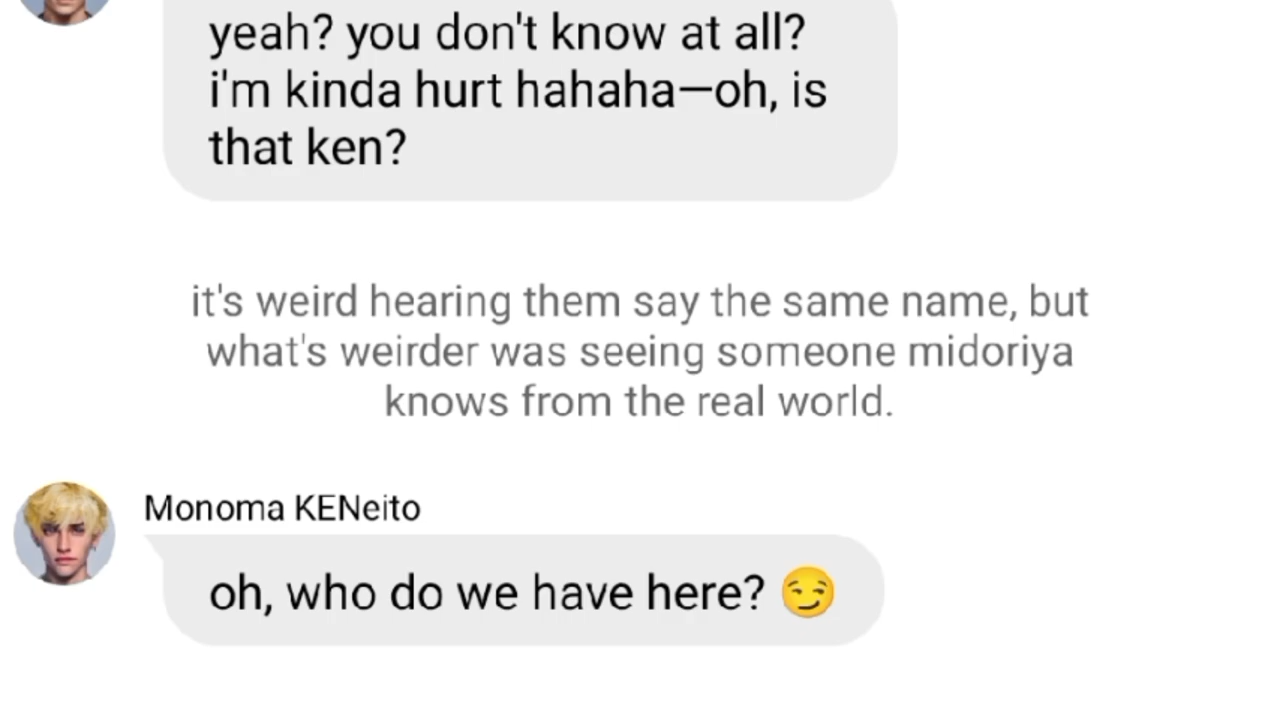 yeah? you don't know at all?
i'm kinda hurt hahaha—oh, is
that ken?
it's weird hearing them say the same name, but
what's weirder was seeing someone midoriya
knows from the real world.
Monoma KENeito
oh, who do we have here? 😏